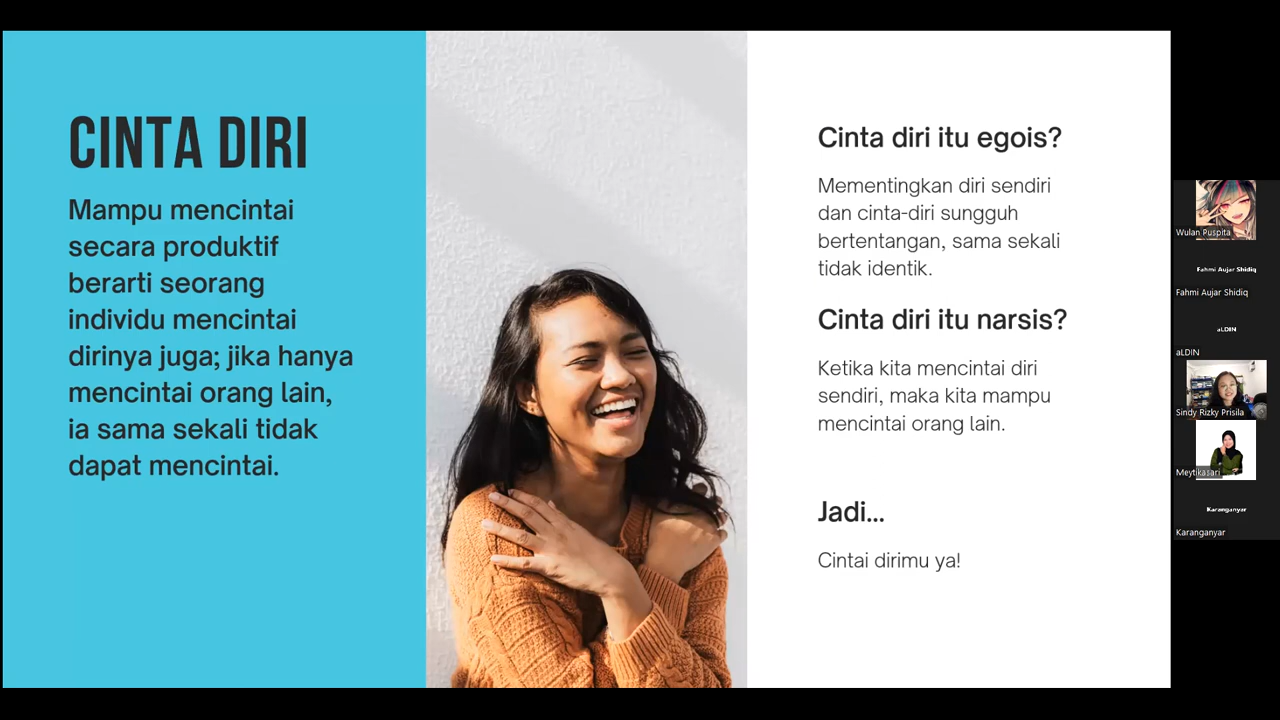 CINTA DIRI
Mampu mencintai
secara produktif
berarti seorang
individu mencintai
dirinya juga; jika hanya
mencintai orang lain,
ia sama sekali tidak
dapat mencintai.
Cinta diri itu egois?
Mementingkan diri sendiri
dan cinta-diri sungguh
bertentangan, sama sekali
tidak identik.
Cinta diri itu narsis?
Ketika kita mencintai diri
sendiri, maka kita mampu
mencintai orang lain.
Jadi...
Cintai dirimu ya!
Wulan Puspita
Fahmi Aujar Shidiq
Fahmi Aujar Shidiq
aLDIN
aLDIN
Sindy Rizky Prisila
Meytikasari
Karanganyar
Karanganyar